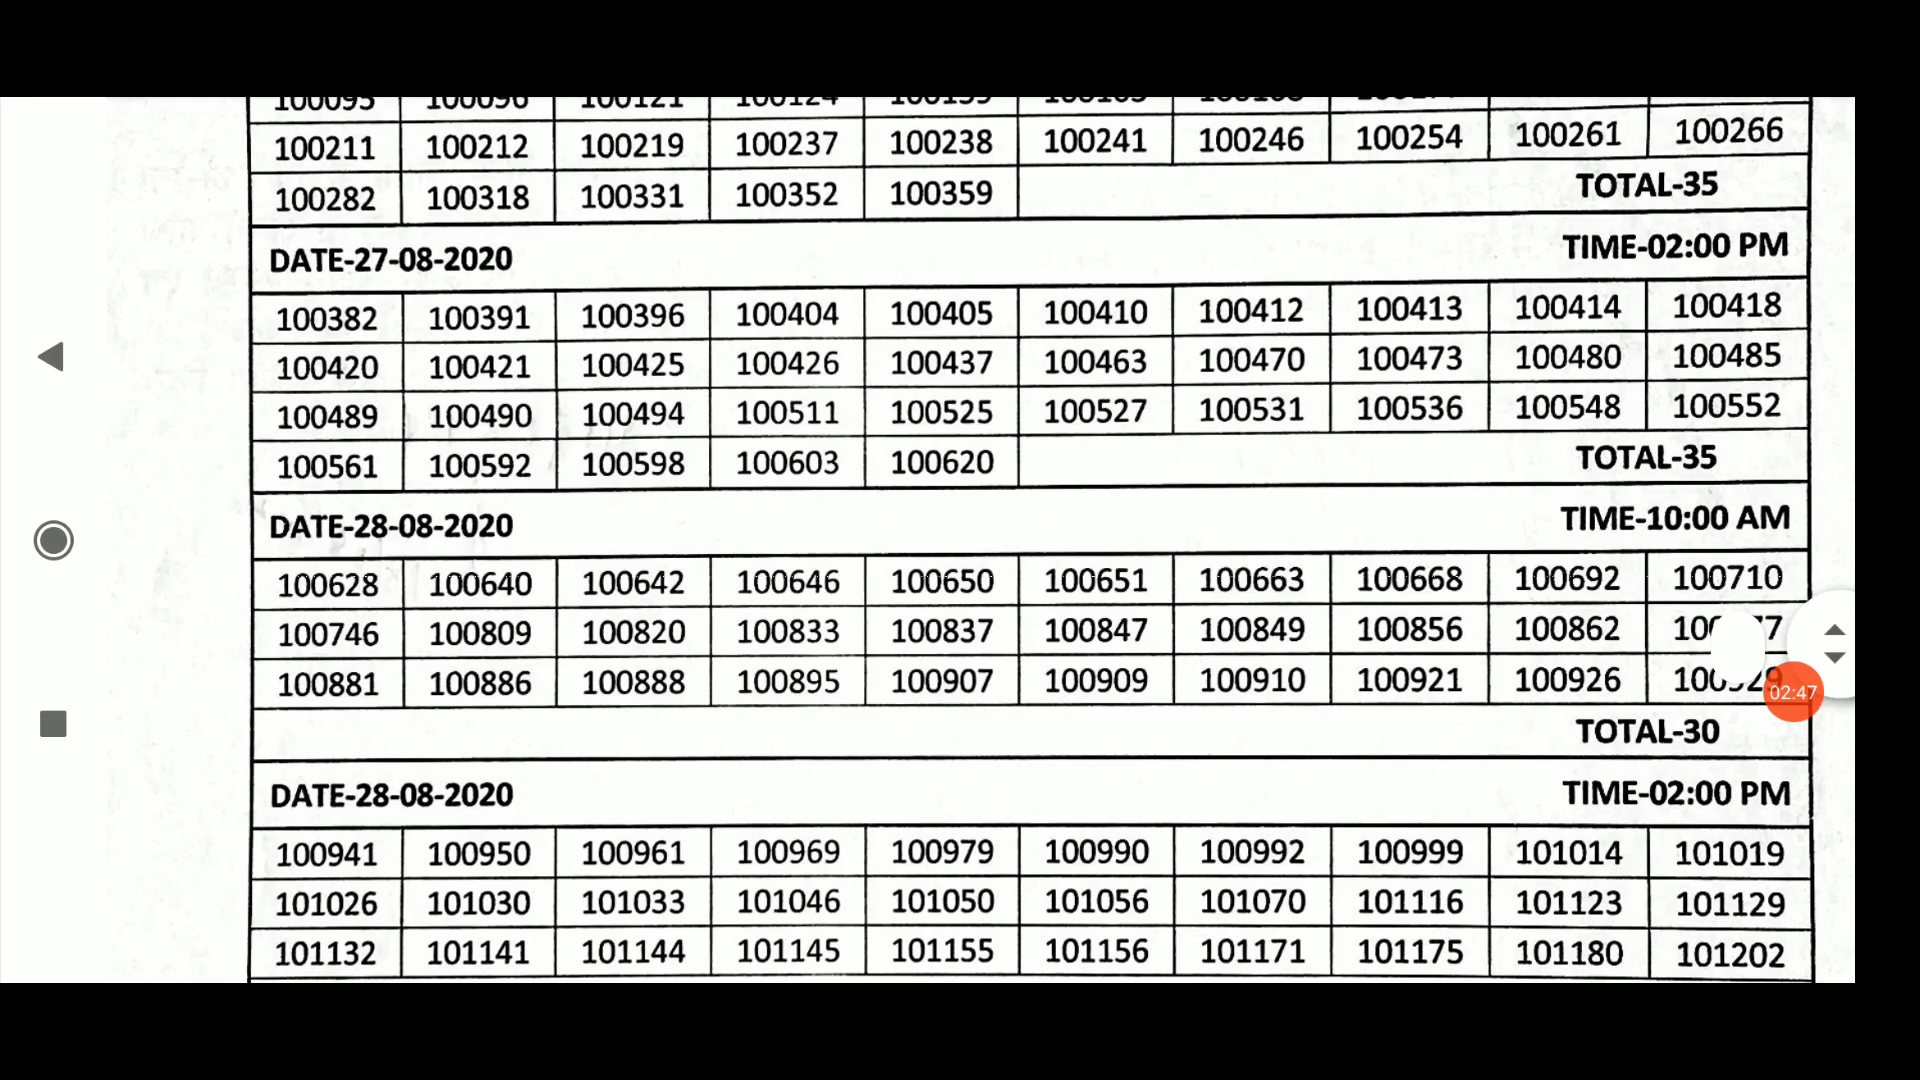 100095 100096 100121 100124
100211 100212 100219 100237 100238 100241 100246 100254 100261 100266
100282 100318 100331 100352 100359 TOTAL-35
DATE-27-08-2020 TIME-02:00 PM
100382 100391 100396 100404 100405 100410 100412 100413 100414 100418
100420 100421 100425 100426 100437 100463 100470 100473 100480 100485
100489 100490 100494 100511 100525 100527 100531 100536 100548 100552
100561 100592 100598 100603 100620 TOTAL-35
DATE-28-08-2020 TIME-10:00 AM
100628 100640 100642 100646 100650 100651 100663 100668 100692 100710
100746 100809 100820 100833 100837 100847 100849 100856 100862
100881 100886 100888 100895 100907 100909 100910 100921 100926
02:47
TOTAL-30
DATE-28-08-2020 TIME-02:00 PM
100941 100950 100961 100969 100979 100990 100992 100999 101014 101019
101026 101030 101033 101046 101050 101056 101070 101116 101123 101129
101132 101141 101144 101145 101155 101156 101171 101175 101180 101202